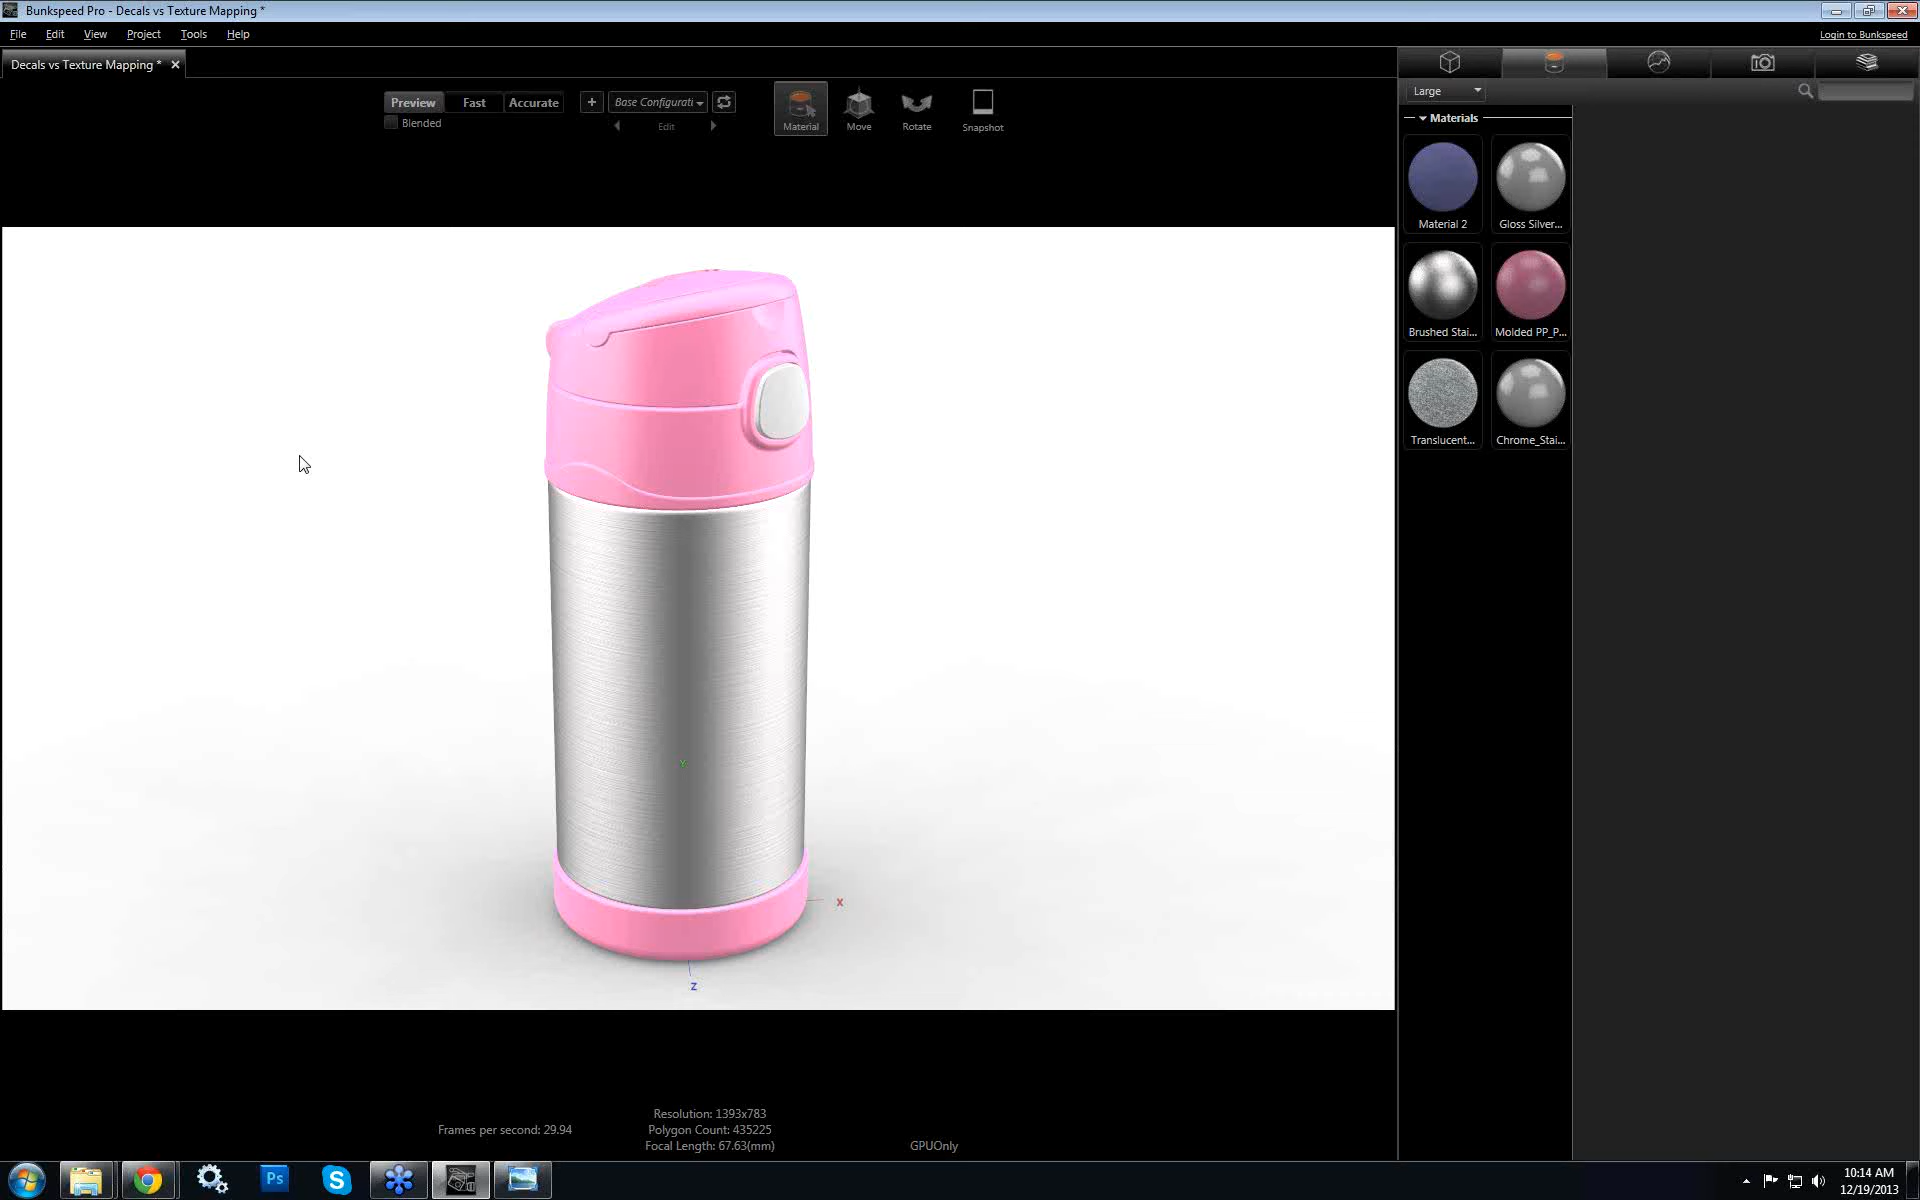 Bunkspeed Pro - Decals vs Texture Mapping *
File Edit View Project Tools Help
Login to Bunkspeed
Decals vs Texture Mapping *
Preview Fast Accurate
Blended
+ Base Configurati
Edit
Material Move Rotate Snapshot
Large
Materials
Material 2 Gloss Silver...
Brushed Stai... Molded PP_P...
Translucent... Chrome_Stai...
Y
X
Z
Frames per second: 29.94
Resolution: 1393x783
Polygon Count: 435225
Focal Length: 67.63(mm)
GPUOnly
Ps
10:14 AM
12/19/2013